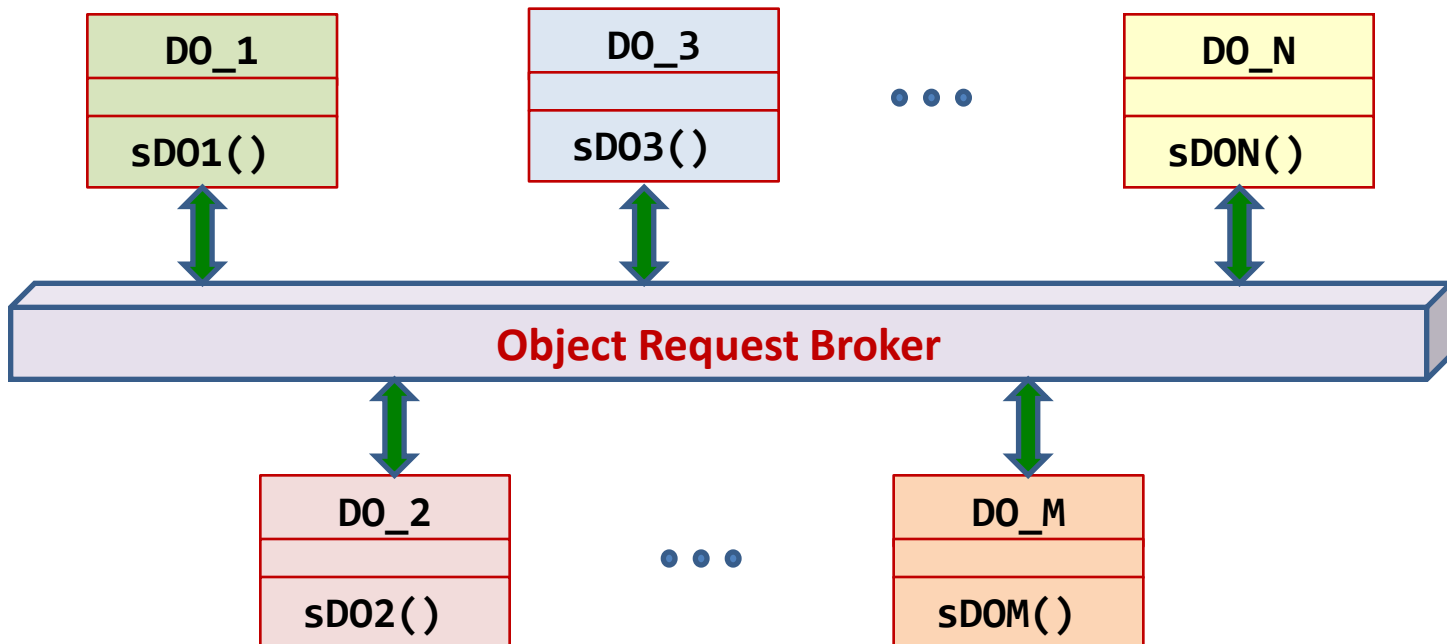 DO_1
sDO1()
DO_3
sDO3()
DO_N
sDON()
Object Request Broker
DO_2
sDO2()
DO_M
sDOM()